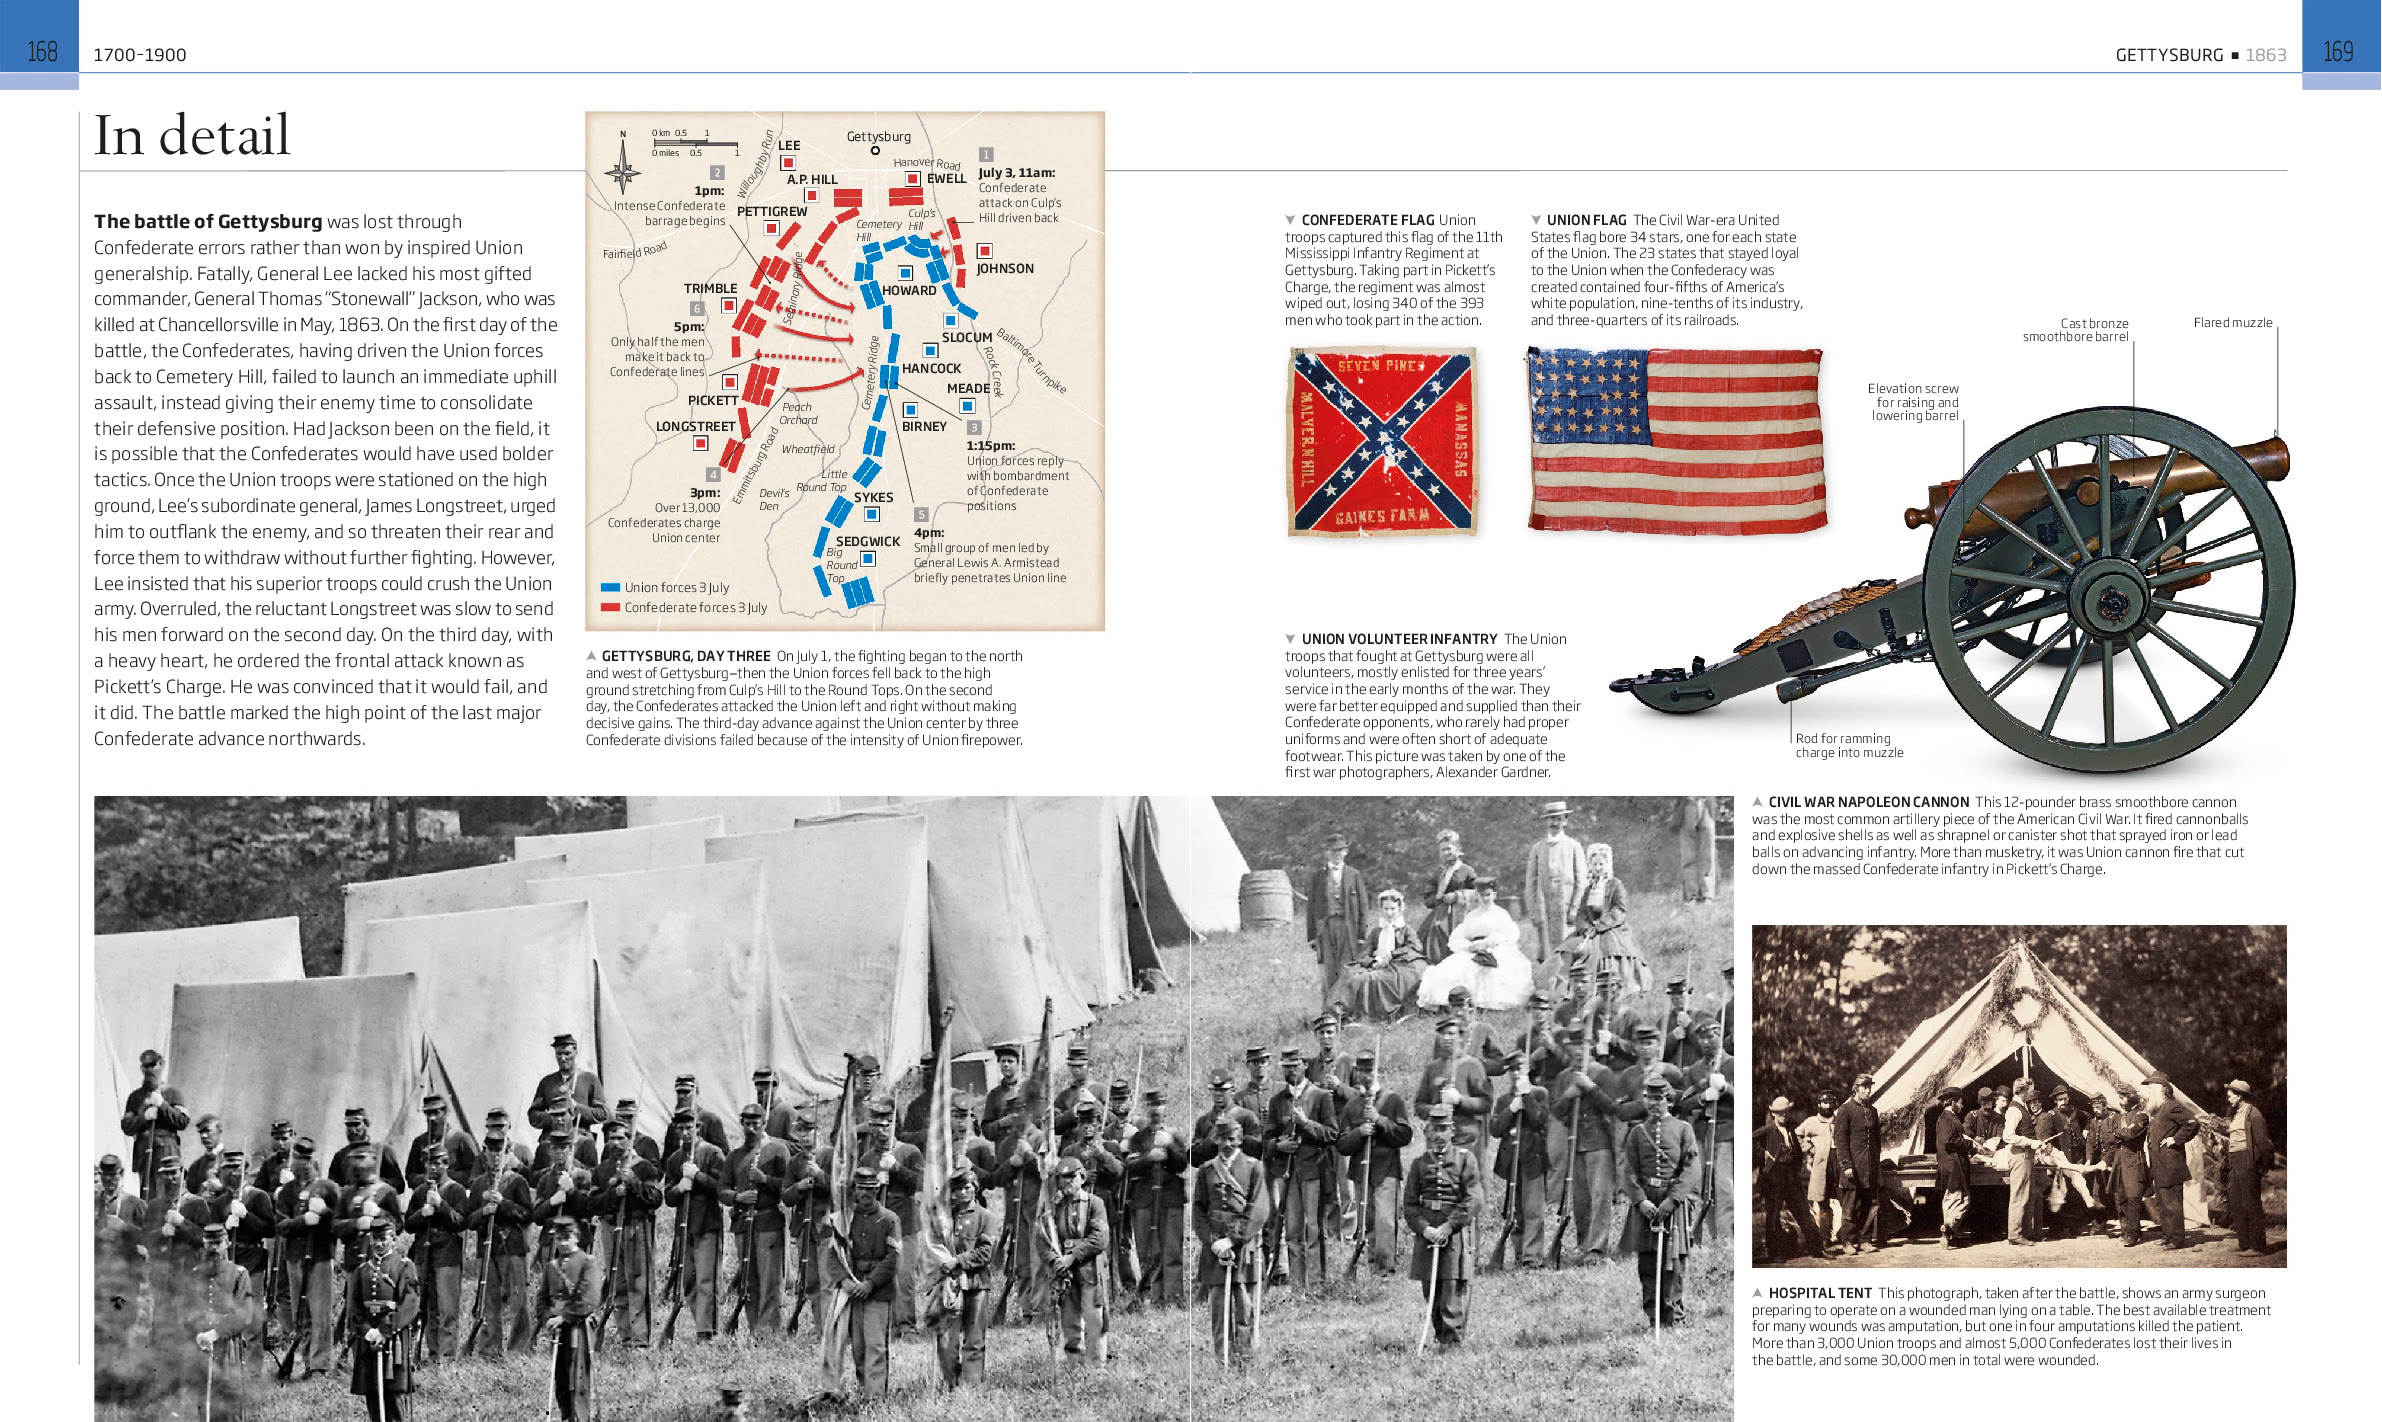 168
1700–1900
GETTYSBURG ■ 1863
169
In detail
The battle of Gettysburg was lost through
Confederate errors rather than won by inspired Union
generalship. Fatally, General Lee lacked his most gifted
commander, General Thomas “Stonewall” Jackson, who was
killed at Chancellorsville in May, 1863. On the first day of the
battle, the Confederates, having driven the Union forces
back to Cemetery Hill, failed to launch an immediate uphill
assault, instead giving their enemy time to consolidate
their defensive position. Had Jackson been on the field, it
is possible that the Confederates would have used bolder
tactics. Once the Union troops were stationed on the high
ground, Lee’s subordinate general, James Longstreet, urged
him to outflank the enemy, and so threaten their rear and
force them to withdraw without further fighting. However,
Lee insisted that his superior troops could crush the Union
army. Overruled, the reluctant Longstreet was slow to send
his men forward on the second day. On the third day, with
a heavy heart, he ordered the frontal attack known as
Pickett’s Charge. He was convinced that it would fail, and
it did. The battle marked the high point of the last major
Confederate advance northwards.
N
0 km 0.5 1
0 miles 0.5 1
Willoughby Run
LEE
Gettysburg
Hanover Road
1
July 3, 11am:
Confederate
attack on Culp’s
Hill driven back
2
1pm:
Intense Confederate
barrage begins
A.P. HILL
EWELL
PETTIGREW
Cemetery
Hill
Culp’s
Hill
Fairfield Road
Seminary Ridge
JOHNSON
TRIMBLE
HOWARD
6
5pm:
Only half the men
make it back to
Confederate lines
SLOCUM
Baltimore Turnpike
Rock Creek
HANCOCK
Cemetery Ridge
MEADE
PICKETT
Peach
Orchard
BIRNEY
LONGSTREET
3
1:15pm:
Union forces reply
with bombardment
of Confederate
positions
Wheatfield
Emmitsburg Road
4
3pm:
Over 13,000
Confederates charge
Union center
Little
Round Top
Devil’s
Den
SYKES
5
4pm:
Small group of men led by
General Lewis A. Armistead
briefly penetrates Union line
SEDGWICK
Big
Round
Top
Union forces 3 July
Confederate forces 3 July
GETTYSBURG, DAY THREE On July 1, the fighting began to the north
and west of Gettysburg—then the Union forces fell back to the high
ground stretching from Culp’s Hill to the Round Tops. On the second
day, the Confederates attacked the Union left and right without making
decisive gains. The third-day advance against the Union center by three
Confederate divisions failed because of the intensity of Union firepower.
CONFEDERATE FLAG Union
troops captured this flag of the 11th
Mississippi Infantry Regiment at
Gettysburg. Taking part in Pickett’s
Charge, the regiment was almost
wiped out, losing 340 of the 393
men who took part in the action.
SEVEN PINES
MALVERN HILL
MANASSAS
GAINES FARM
UNION FLAG The Civil War-era United
States flag bore 34 stars, one for each state
of the Union. The 23 states that stayed loyal
to the Union when the Confederacy was
created contained four-fifths of America’s
white population, nine-tenths of its industry,
and three-quarters of its railroads.
Cast bronze
smoothbore barrel
Flared muzzle
Elevation screw
for raising and
lowering barrel
Rod for ramming
charge into muzzle
UNION VOLUNTEER INFANTRY The Union
troops that fought at Gettysburg were all
volunteers, mostly enlisted for three years’
service in the early months of the war. They
were far better equipped and supplied than their
Confederate opponents, who rarely had proper
uniforms and were often short of adequate
footwear. This picture was taken by one of the
first war photographers, Alexander Gardner.
CIVIL WAR NAPOLEON CANNON This 12-pounder brass smoothbore cannon
was the most common artillery piece of the American Civil War. It fired cannonballs
and explosive shells as well as shrapnel or canister shot that sprayed iron or lead
balls on advancing infantry. More than musketry, it was Union cannon fire that cut
down the massed Confederate infantry in Pickett’s Charge.
HOSPITAL TENT This photograph, taken after the battle, shows an army surgeon
preparing to operate on a wounded man lying on a table. The best available treatment
for many wounds was amputation, but one in four amputations killed the patient.
More than 3,000 Union troops and almost 5,000 Confederates lost their lives in
the battle, and some 30,000 men in total were wounded.